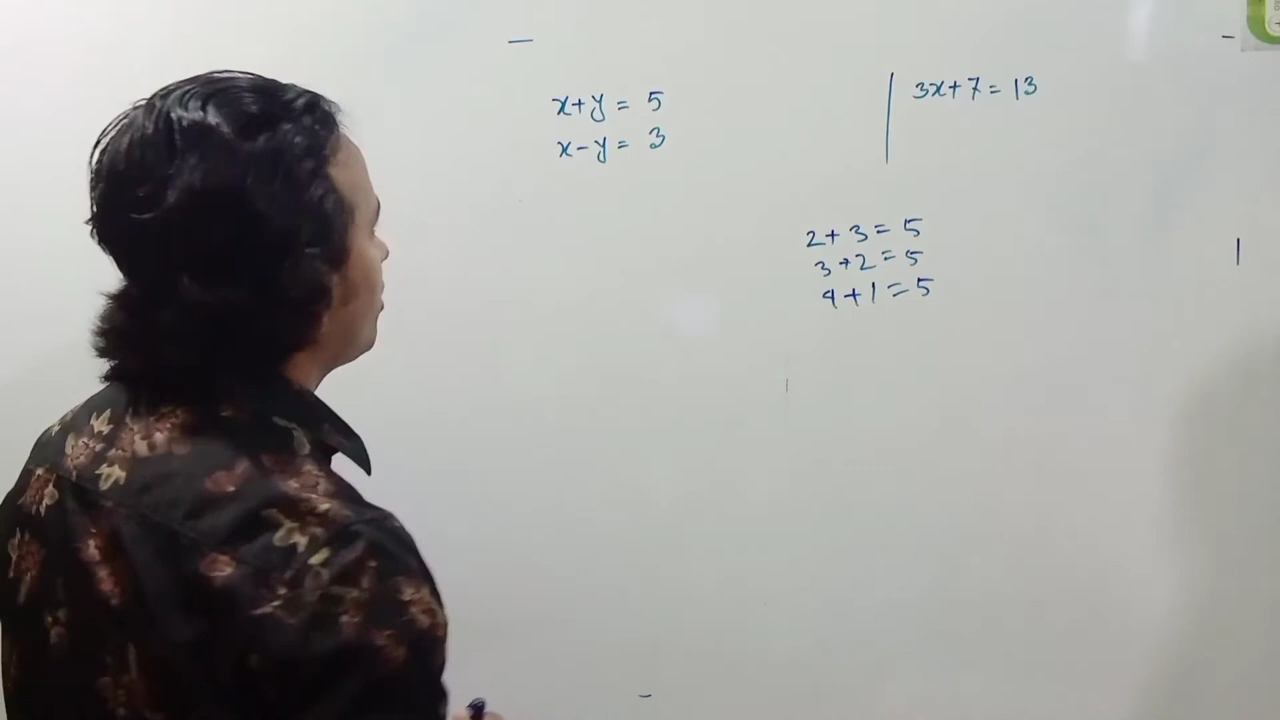 x+y = 5
x-y = 3
3x+7=13
2+3=5
3+2=5
4+1=5